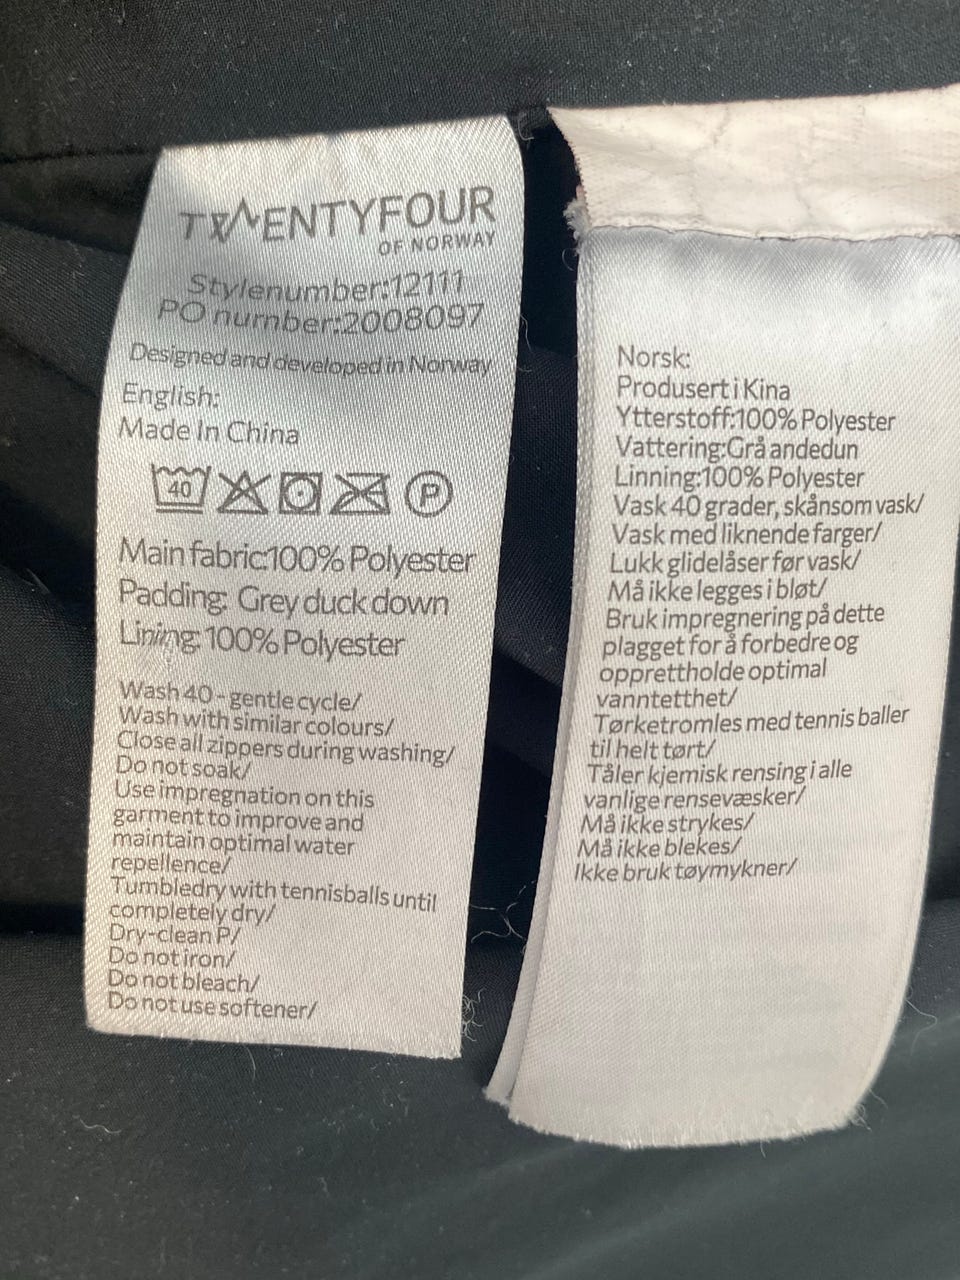 TWENTYFOUR
OF NORWAY
Stylenumber:12111
PO number:2008097
Designed and developed in Norway
English:
Made In China
40 P
Main fabric:100% Polyester
Padding: Grey duck down
Lining: 100% Polyester
Wash 40 - gentle cycle/
Wash with similar colours/
Close all zippers during washing/
Do not soak/
Use impregnation on this
garment to improve and
maintain optimal water
repellence/
Tumbledry with tennisballs until
completely dry/
Dry-clean P/
Do not iron/
Do not bleach/
Do not use softener/
Norsk:
Produsert i Kina
Ytterstoff:100% Polyester
Vattering:Grå andedun
Linning:100% Polyester
Vask 40 grader, skånsom vask/
Vask med liknende farger/
Lukk glidelåser før vask/
Må ikke legges i bløt/
Bruk impregnering på dette
plagget for å forbedre og
opprettholde optimal
vanntetthet/
Tørketromles med tennis baller
til helt tørt/
Tåler kjemisk rensing i alle
vanlige rensevæsker/
Må ikke strykes/
Må ikke blekes/
Ikke bruk tøymykner/